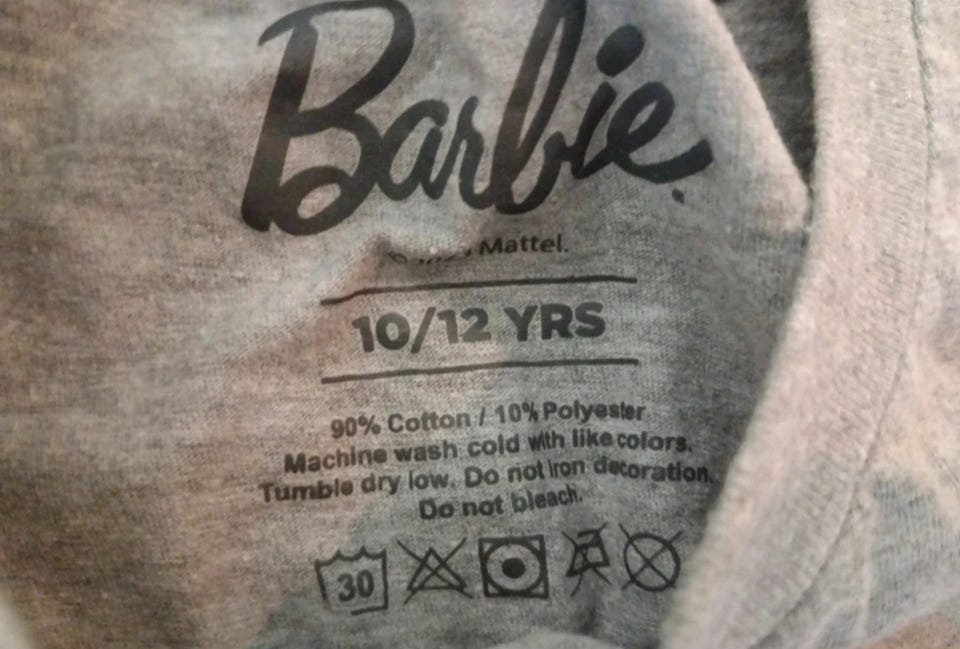 Barbie
Mattel.
10/12 YRS
90% Cotton / 10% Polyester
Machine wash cold with like colors.
Tumble dry low. Do not iron decoration.
Do not bleach.
30